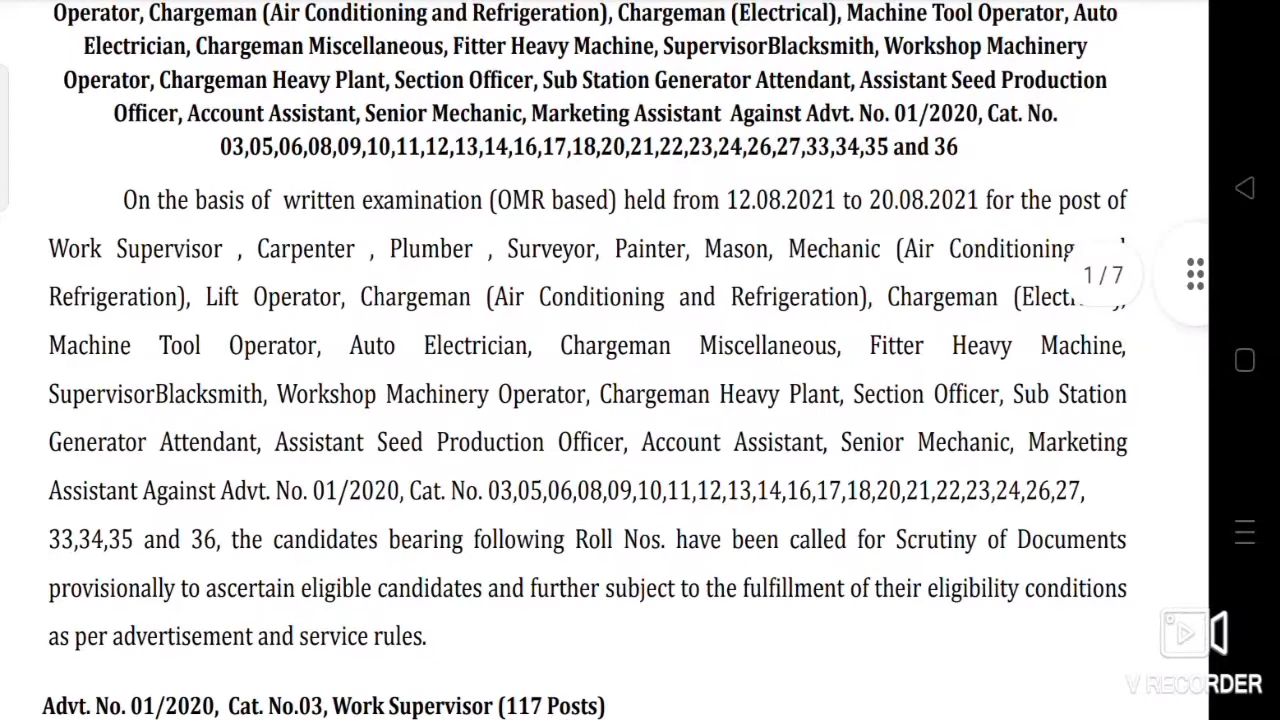 Operator, Chargeman (Air Conditioning and Refrigeration), Chargeman (Electrical), Machine Tool Operator, Auto
Electrician, Chargeman Miscellaneous, Fitter Heavy Machine, SupervisorBlacksmith, Workshop Machinery
Operator, Chargeman Heavy Plant, Section Officer, Sub Station Generator Attendant, Assistant Seed Production
Officer, Account Assistant, Senior Mechanic, Marketing Assistant Against Advt. No. 01/2020, Cat. No.
03,05,06,08,09,10,11,12,13,14,16,17,18,20,21,22,23,24,26,27,33,34,35 and 36
On the basis of written examination (OMR based) held from 12.08.2021 to 20.08.2021 for the post of
Work Supervisor , Carpenter , Plumber , Surveyor, Painter, Mason, Mechanic (Air Conditioning
1 / 7
Refrigeration), Lift Operator, Chargeman (Air Conditioning and Refrigeration), Chargeman
Machine Tool Operator, Auto Electrician, Chargeman Miscellaneous, Fitter Heavy Machine,
SupervisorBlacksmith, Workshop Machinery Operator, Chargeman Heavy Plant, Section Officer, Sub Station
Generator Attendant, Assistant Seed Production Officer, Account Assistant, Senior Mechanic, Marketing
Assistant Against Advt. No. 01/2020, Cat. No. 03,05,06,08,09,10,11,12,13,14,16,17,18,20,21,22,23,24,26,27,
33,34,35 and 36, the candidates bearing following Roll Nos. have been called for Scrutiny of Documents
provisionally to ascertain eligible candidates and further subject to the fulfillment of their eligibility conditions
as per advertisement and service rules.
Advt. No. 01/2020, Cat. No.03, Work Supervisor (117 Posts)
V RECORDER